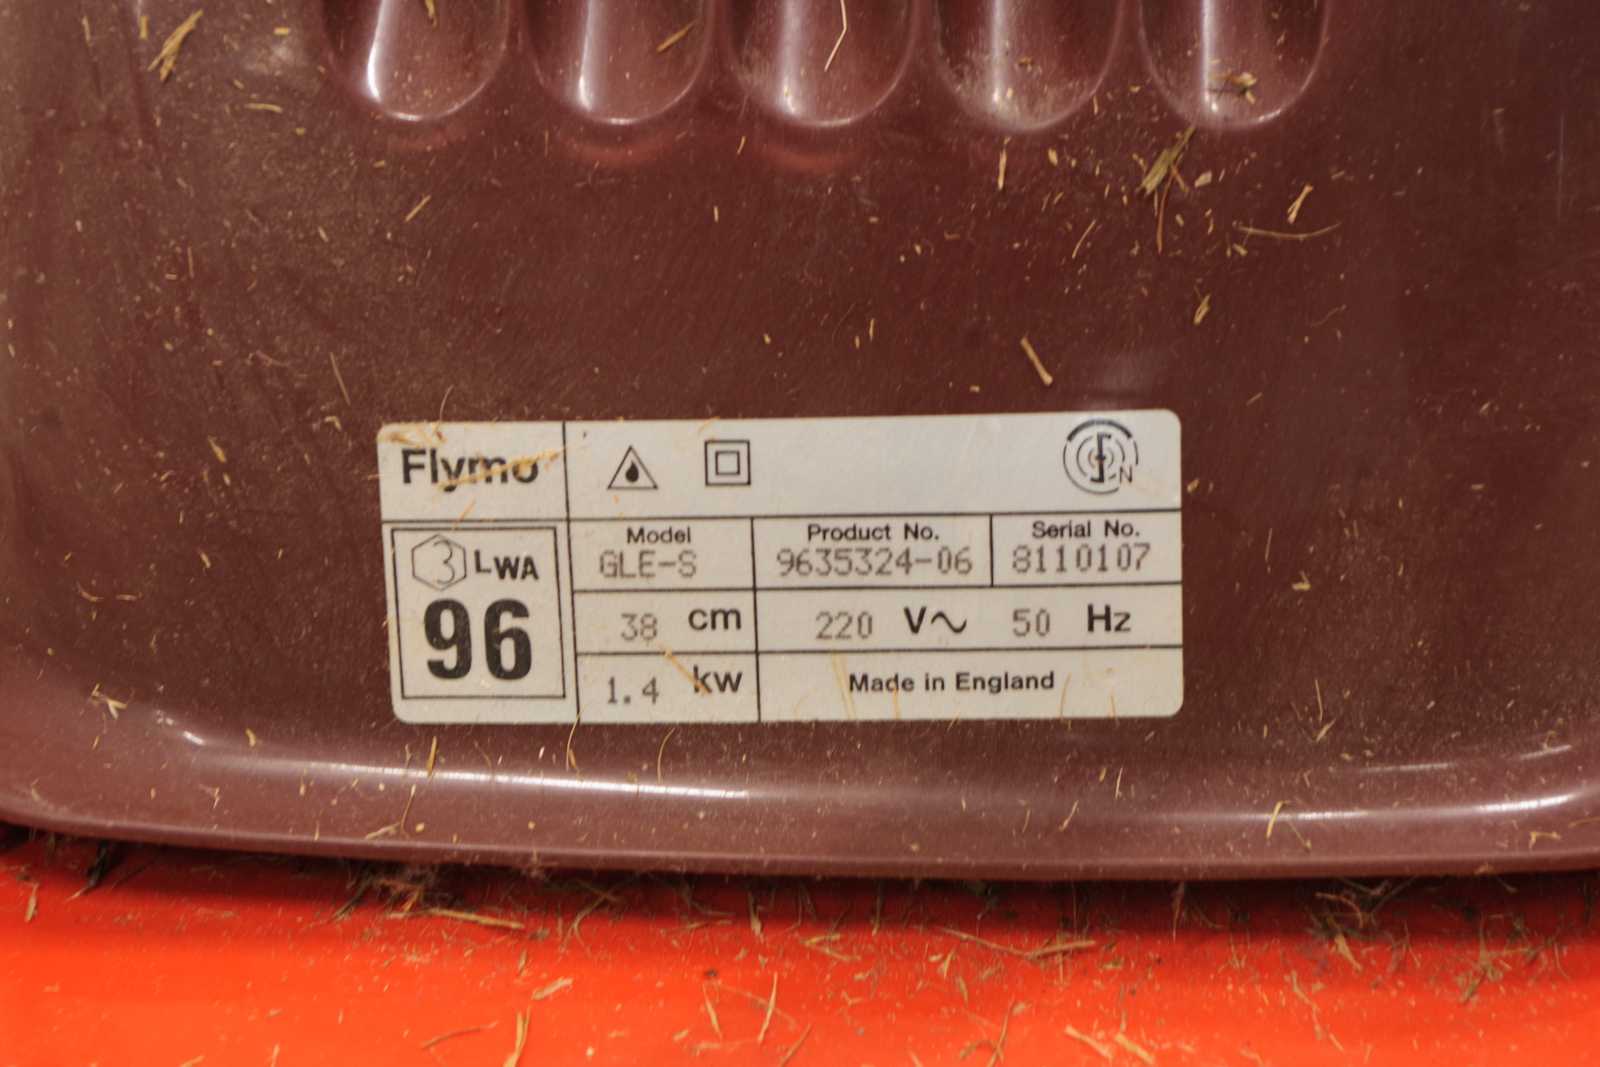 Flymo
N
3 LWA
96
Model
GLE-S
Product No.
9635324-06
Serial No.
8110107
38 cm
220 V~ 50 Hz
1.4 kw
Made in England